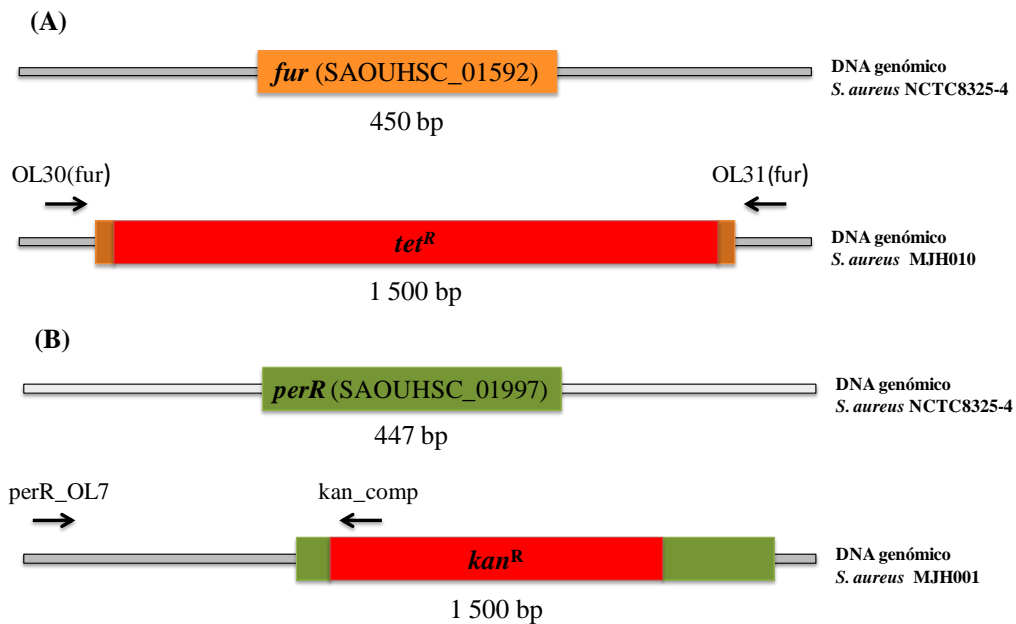 (A)
fur (SAOUHSC_01592)
DNA genómico
S. aureus NCTC8325-4
450 bp
OL30(fur)
OL31(fur)
tetR
DNA genómico
S. aureus MJH010
1 500 bp
(B)
perR (SAOUHSC_01997)
DNA genómico
S. aureus NCTC8325-4
447 bp
perR_OL7
kan_comp
kanR
DNA genómico
S. aureus MJH001
1 500 bp